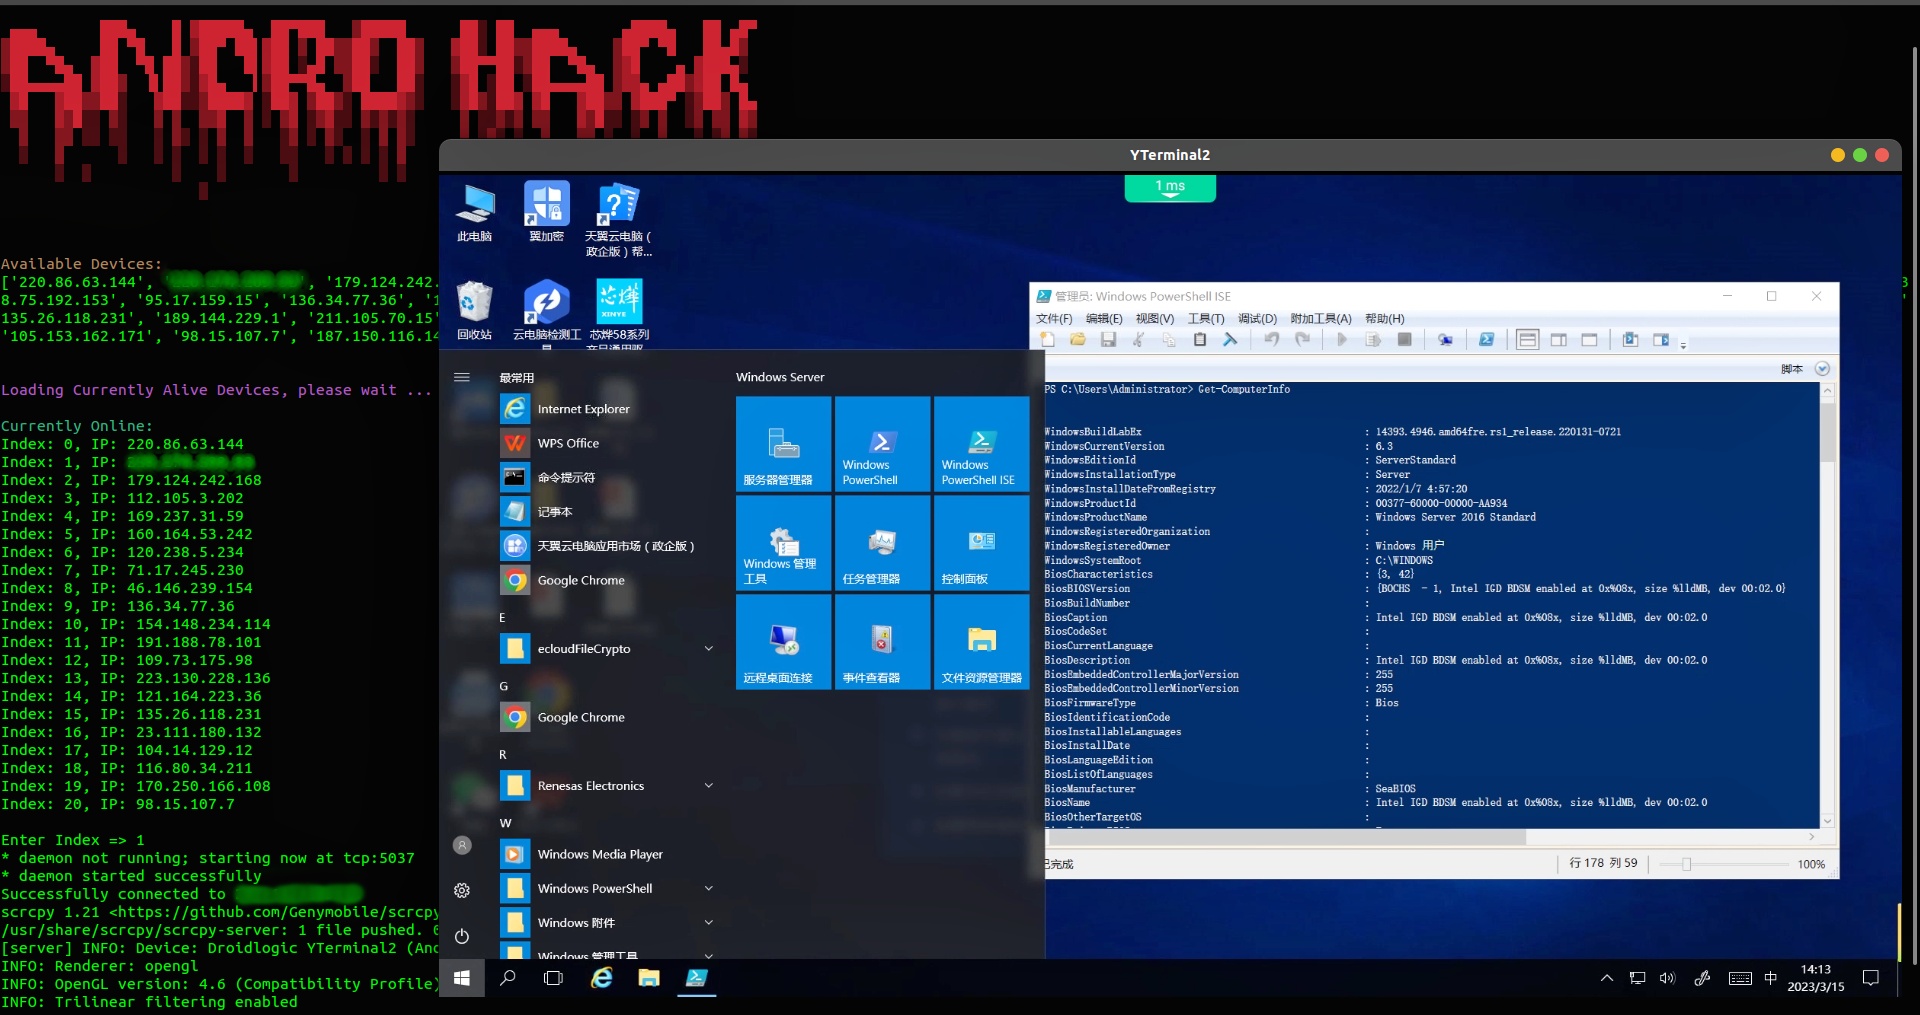 ANDRO HACK
Available Devices:
['220.86.63.144', ', '179.124.242.
8.75.192.153', '95.17.159.15', '136.34.77.36', '1
135.26.118.231', '189.144.229.1', '211.105.70.15'
'105.153.162.171', '98.15.107.7', '187.150.116.14
Loading Currently Alive Devices, please wait ...
Currently Online:
Index: 0, IP: 220.86.63.144
Index: 1, IP:
Index: 2, IP: 179.124.242.168
Index: 3, IP: 112.105.3.202
Index: 4, IP: 169.237.31.59
Index: 5, IP: 160.164.53.242
Index: 6, IP: 120.238.5.234
Index: 7, IP: 71.17.245.230
Index: 8, IP: 46.146.239.154
Index: 9, IP: 136.34.77.36
Index: 10, IP: 154.148.234.114
Index: 11, IP: 191.188.78.101
Index: 12, IP: 109.73.175.98
Index: 13, IP: 223.130.228.136
Index: 14, IP: 121.164.223.36
Index: 15, IP: 135.26.118.231
Index: 16, IP: 23.111.180.132
Index: 17, IP: 104.14.129.12
Index: 18, IP: 116.80.34.211
Index: 19, IP: 170.250.166.108
Index: 20, IP: 98.15.107.7
Enter Index => 1
* daemon not running; starting now at tcp:5037
* daemon started successfully
Successfully connected to
scrcpy 1.21 <https://github.com/Genymobile/scrcpy
/usr/share/scrcpy/scrcpy-server: 1 file pushed.
[server] INFO: Device: Droidlogic YTerminal2 (And
INFO: Renderer: opengl
INFO: OpenGL version: 4.6 (Compatibility Profile)
INFO: Trilinear filtering enabled
YTerminal2
1 ms
此电脑
翼加密
天翼云电脑（
政企版）帮...
回收站
云电脑检测工
芯烨
XINYE
芯烨58系列
最常用
Internet Explorer
WPS Office
命令提示符
记事本
天翼云电脑应用市场（政企版）
Google Chrome
E
ecloudFileCrypto
G
Google Chrome
R
Renesas Electronics
W
Windows Media Player
Windows PowerShell
Windows 附件
Windows 管理工具
Windows Server
服务器管理器
Windows
PowerShell
Windows
PowerShell ISE
Windows 管理
工具
任务管理器
控制面板
远程桌面连接
事件查看器
文件资源管理器
管理员: Windows PowerShell ISE
文件(F) 编辑(E) 视图(V) 工具(T) 调试(D) 附加工具(A) 帮助(H)
脚本
PS C:\Users\Administrator> Get-ComputerInfo
WindowsBuildLabEx : 14393.4946.amd64fre.rs1_release.220131-0721
WindowsCurrentVersion : 6.3
WindowsEditionId : ServerStandard
WindowsInstallationType : Server
WindowsInstallDateFromRegistry : 2022/1/7 4:57:20
WindowsProductId : 00377-60000-00000-AA934
WindowsProductName : Windows Server 2016 Standard
WindowsRegisteredOrganization :
WindowsRegisteredOwner : Windows 用户
WindowsSystemRoot : C:\WINDOWS
BiosCharacteristics : {3, 42}
BiosBIOSVersion : {BOCHS - 1, Intel IGD BDSM enabled at 0x%08x, size %lldMB, dev 00:02.0}
BiosBuildNumber :
BiosCaption : Intel IGD BDSM enabled at 0x%08x, size %lldMB, dev 00:02.0
BiosCodeSet :
BiosCurrentLanguage :
BiosDescription : Intel IGD BDSM enabled at 0x%08x, size %lldMB, dev 00:02.0
BiosEmbeddedControllerMajorVersion : 255
BiosEmbeddedControllerMinorVersion : 255
BiosFirmwareType : Bios
BiosIdentificationCode :
BiosInstallableLanguages :
BiosInstallDate :
BiosLanguageEdition :
BiosListOfLanguages :
BiosManufacturer : SeaBIOS
BiosName : Intel IGD BDSM enabled at 0x%08x, size %lldMB, dev 00:02.0
BiosOtherTargetOS :
已完成
行 178 列 59
100%
中
14:13
2023/3/15